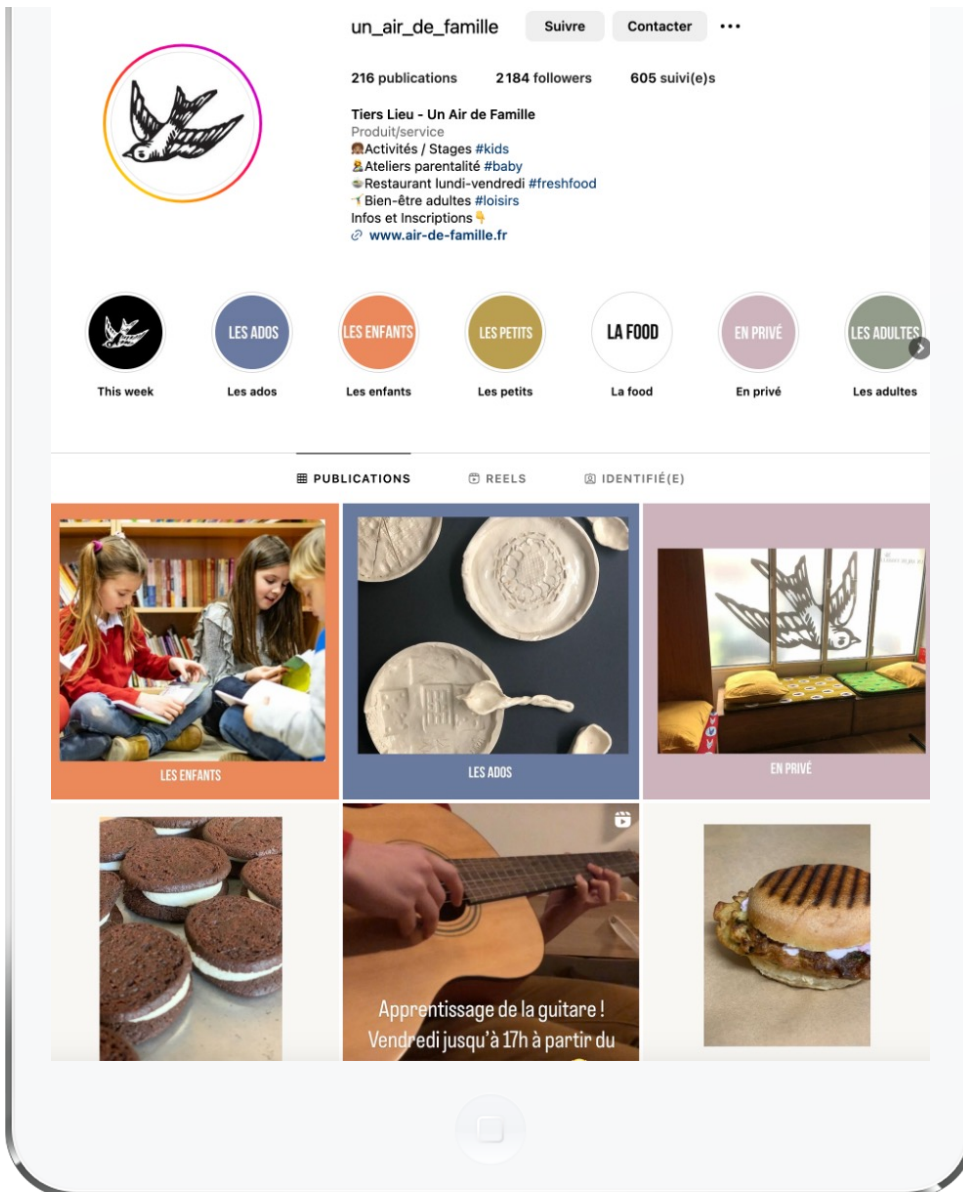 un_air_de_famille Suivre Contacter
216 publications 2184 followers 605 suivi(e)s
Tiers Lieu - Un Air de Famille
Produit/service
Activités / Stages #kids
Ateliers parentalité #baby
Restaurant lundi-vendredi #freshfood
Bien-être adultes #loisirs
Infos et Inscriptions
www.air-de-famille.fr
LES ADOS LES ENFANTS LES PETITS LA FOOD EN PRIVÉ LES ADULTES
This week Les ados Les enfants Les petits La food En privé Les adultes
PUBLICATIONS REELS IDENTIFIÉ(E)
LES ENFANTS LES ADOS EN PRIVÉ
Apprentissage de la guitare !
Vendredi jusqu'à 17h à partir du